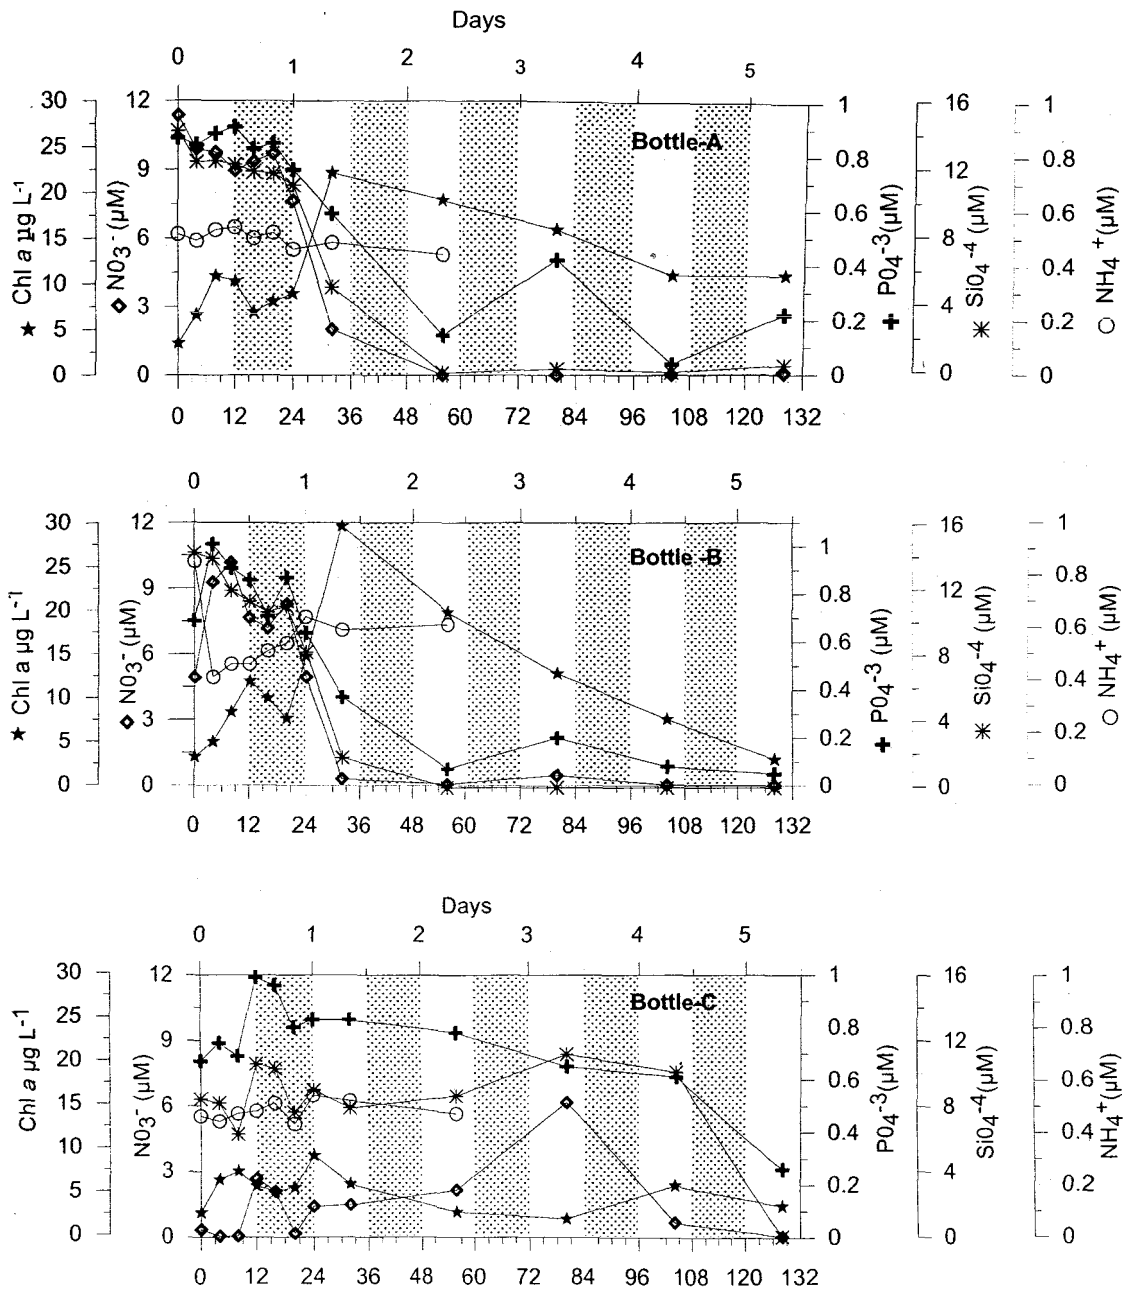 Days
0 1 2 3 4 5
30 12 1 16 1
25 0.8 12 0.8
9
20 0.6 0.6
15 6 8
10 0.4 0.4
3 4
5 0.2 0.2
0 0 0 0 0
Bottle-A
★ Chl a µg L-1
◇ NO3- (µM)
PO4-3(µM) ✚
SiO4-4 (µM) ✳
NH4+(µM) ○
0 12 24 36 48 60 72 84 96 108 120 132
0 1 2 3 4 5
30 12 1 16 1
25 0.8 12 0.8
20 9 0.6 0.6
15 6 8
10 0.4 0.4
3 4
5 0.2 0.2
0 0 0 0 0
Bottle -B
★ Chl a µg L-1
◇ NO3- (µM)
✚ PO4-3 (µM)
✳ SiO4-4 (µM)
○ NH4+ (µM)
0 12 24 36 48 60 72 84 96 108 120 132
Days
0 1 2 3 4 5
30 12 1 16 1
25 0.8 12 0.8
20 9 0.6 0.6
15 6 8
10 0.4 0.4
3 4
5 0.2 0.2
0 0 0 0 0
Bottle-C
Chl a µg L-1
NO3- (µM)
PO4-3(µM)
SiO4-4(µM)
NH4+(µM)
0 12 24 36 48 60 72 84 96 108 120 132